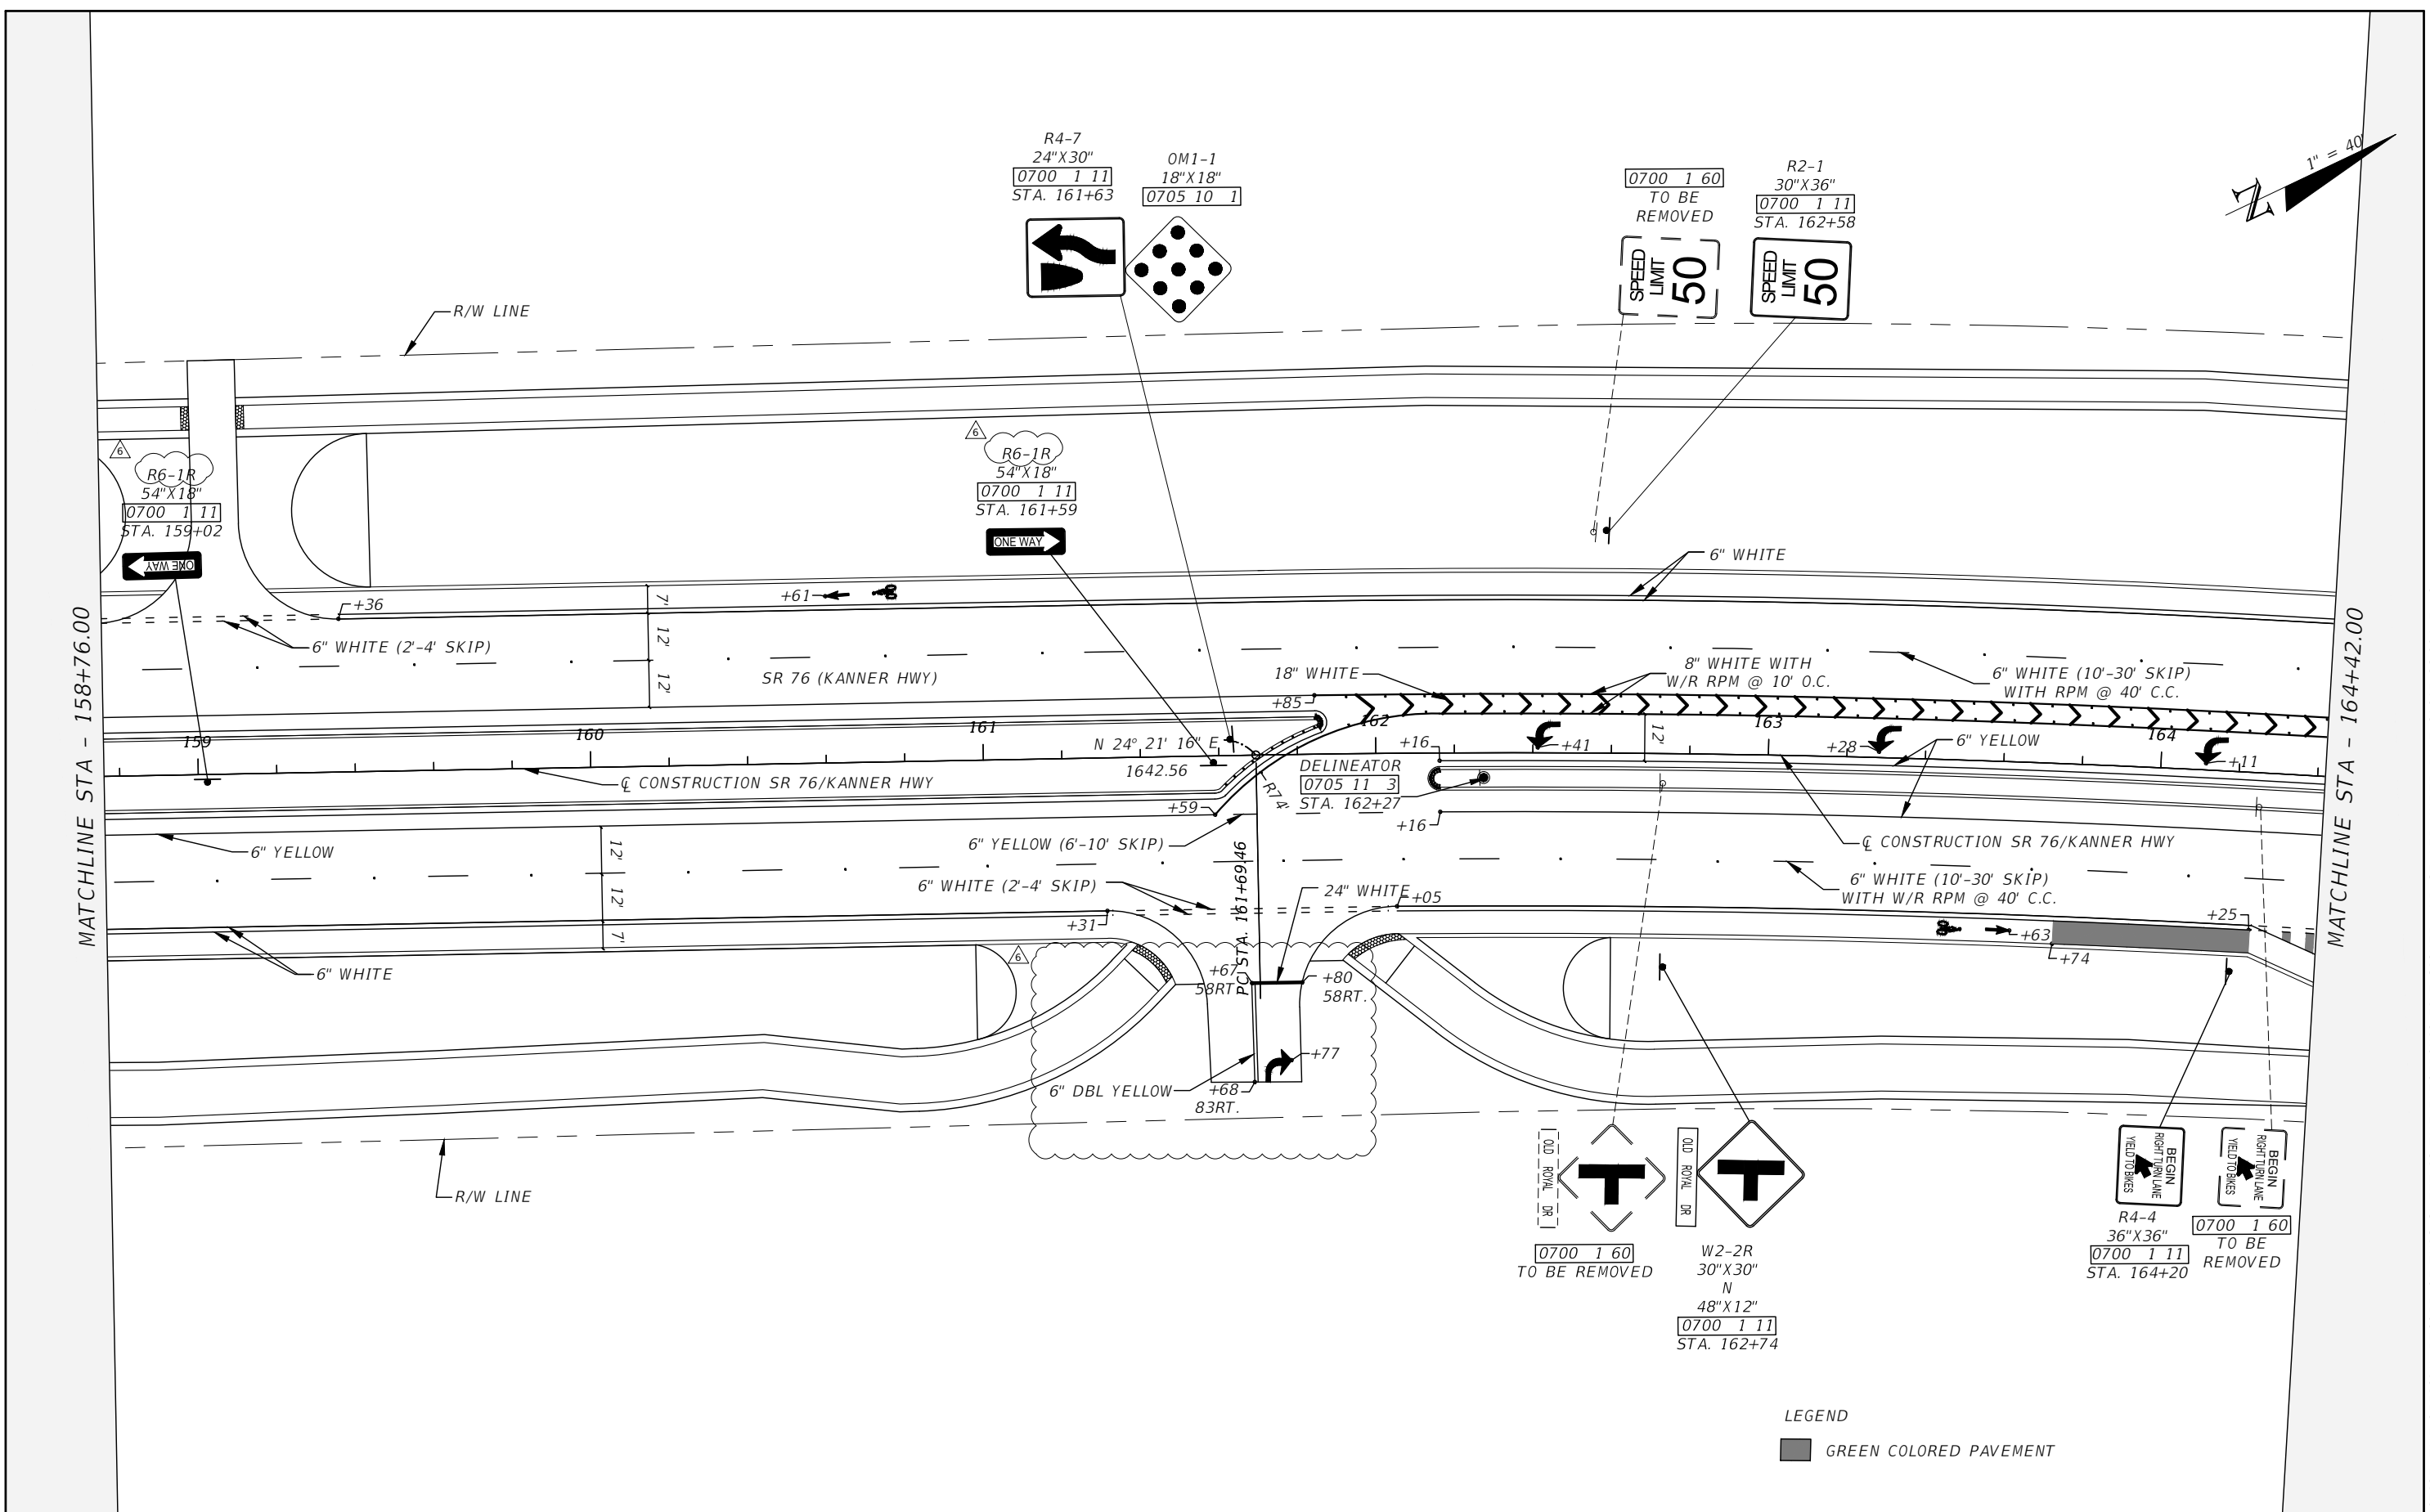 R4-7
24"X30"
0700 1 11
STA. 161+63
OM1-1
18"X18"
0705 10 1
0700 1 60
TO BE
REMOVED
SPEED
LIMIT
50
R2-1
30"X36"
0700 1 11
STA. 162+58
SPEED
LIMIT
50
1" = 40'
N
R/W LINE
6
R6-1R
54"X18"
0700 1 11
STA. 159+02
ONE WAY
6
R6-1R
54"X18"
0700 1 11
STA. 161+59
ONE WAY
6" WHITE
+36
+61
7'
12'
12'
6" WHITE (2'-4' SKIP)
SR 76 (KANNER HWY)
18" WHITE
8" WHITE WITH
W/R RPM @ 10' O.C.
6" WHITE (10'-30' SKIP)
WITH RPM @ 40' C.C.
MATCHLINE STA - 158+76.00
MATCHLINE STA - 164+42.00
+85
159
160
161
162
163
164
N 24° 21' 16" E
1642.56
+16
+41
12'
+28
6" YELLOW
+11
℄ CONSTRUCTION SR 76/KANNER HWY
DELINEATOR
0705 11 3
STA. 162+27
R74'
+59
+16
6" YELLOW
6" YELLOW (6'-10' SKIP)
℄ CONSTRUCTION SR 76/KANNER HWY
12'
12'
7'
6" WHITE (2'-4' SKIP)
PC STA. 161+69.46
24" WHITE
+05
6" WHITE (10'-30' SKIP)
WITH W/R RPM @ 40' C.C.
+31
+25
+63
+74
6" WHITE
6
+67
58RT.
+80
58RT.
+77
6" DBL YELLOW
+68
83RT.
R/W LINE
OLD ROYAL DR
0700 1 60
TO BE REMOVED
OLD ROYAL DR
W2-2R
30"X30"
N
48"X12"
0700 1 11
STA. 162+74
BEGIN
RIGHT TURN LANE
YIELD TO BIKES
R4-4
36"X36"
0700 1 11
STA. 164+20
BEGIN
RIGHT TURN LANE
YIELD TO BIKES
0700 1 60
TO BE
REMOVED
LEGEND
GREEN COLORED PAVEMENT